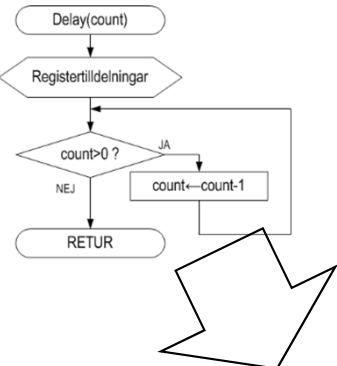 Delay(count)
Registertilldelningar
count>0 ?
JA
count←count-1
NEJ
RETUR